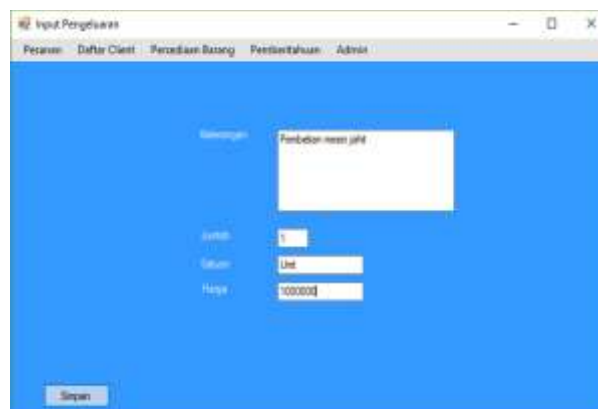 Input Pengeluaran
Pesanan Daftar Client Persediaan Barang Pemberitahuan Admin
Keterangan
Pembelian mesin jahit
Jumlah
1
Satuan
Unit
Harga
1000000
Simpan